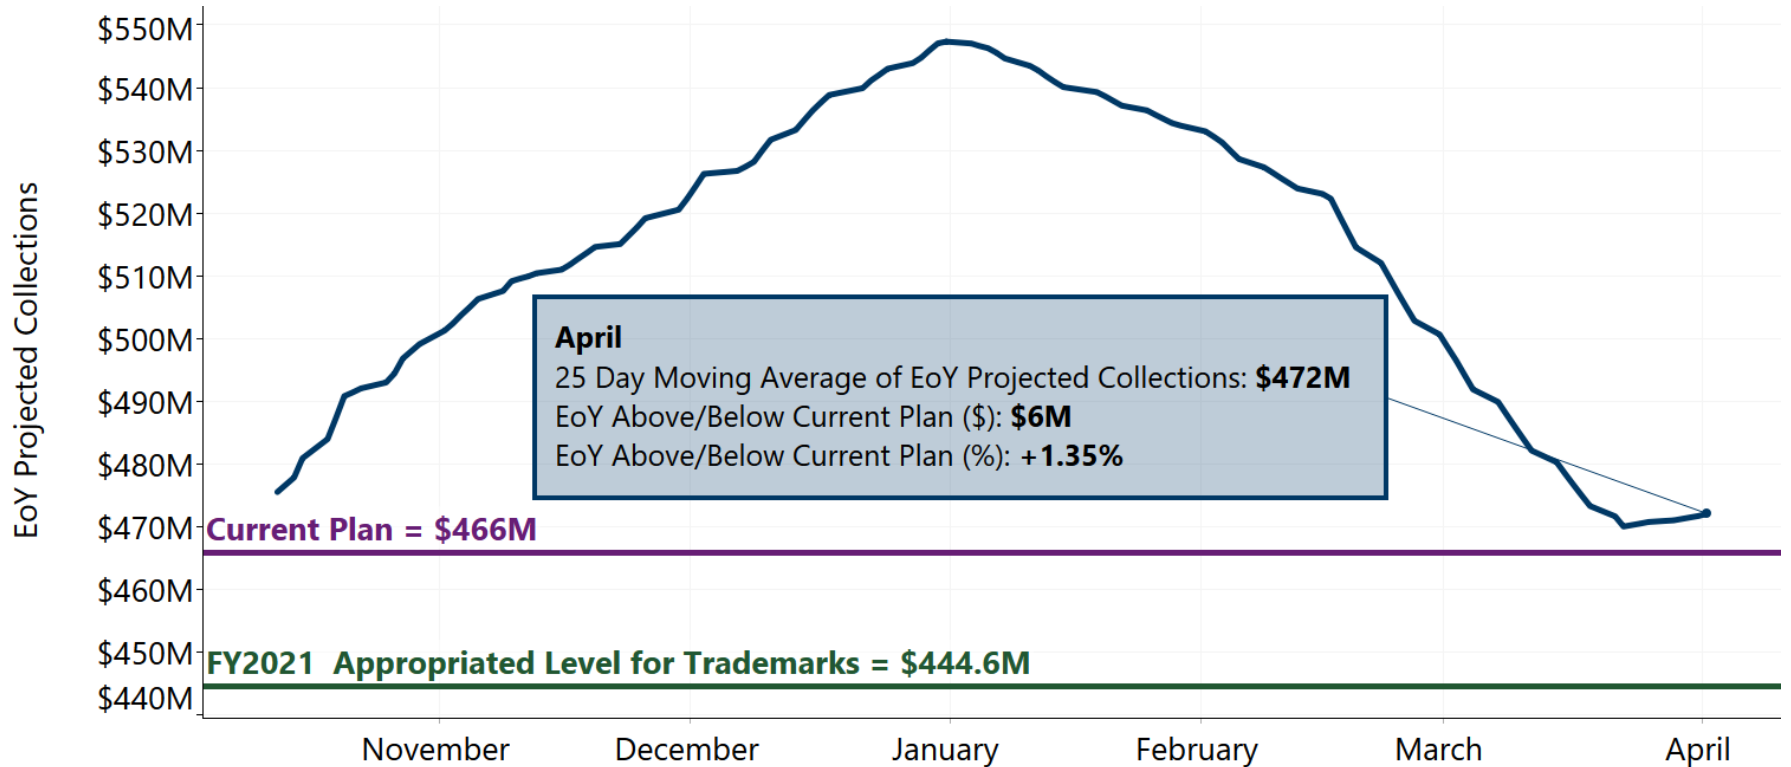 EoY Projected Collections
$550M
$540M
$530M
$520M
$510M
$500M
$490M
$480M
$470M
$460M
$450M
$440M
April
25 Day Moving Average of EoY Projected Collections: $472M
EoY Above/Below Current Plan ($): $6M
EoY Above/Below Current Plan (%): +1.35%
Current Plan = $466M
FY2021 Appropriated Level for Trademarks = $444.6M
November
December
January
February
March
April